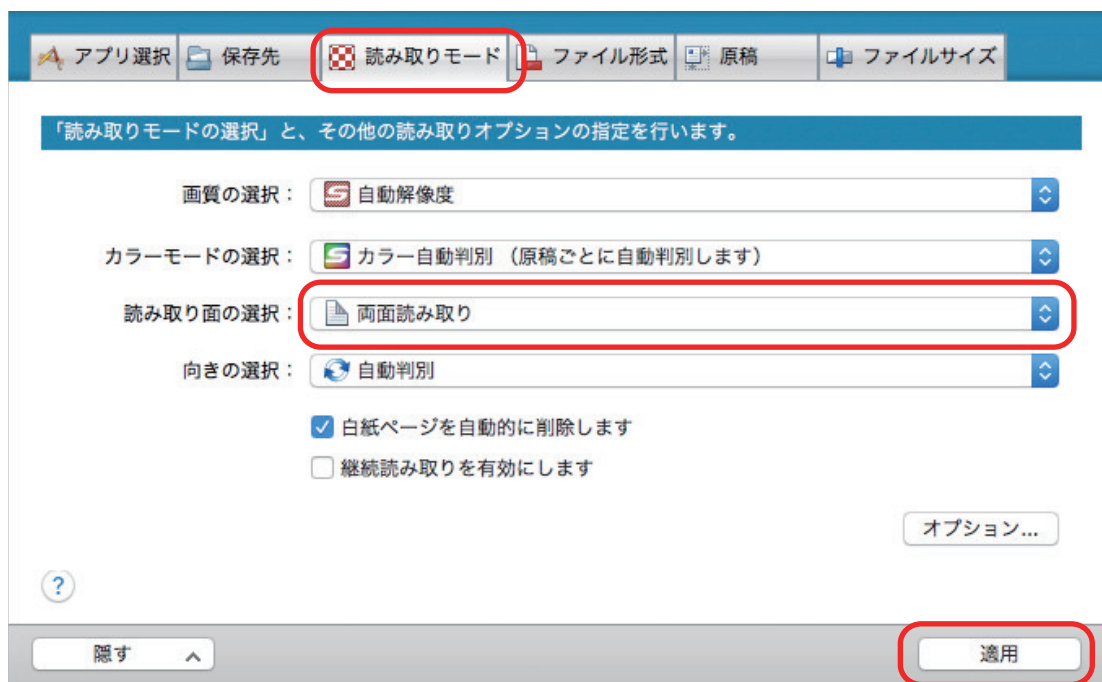 アプリ選択 保存先 読み取りモード ファイル形式 原稿 ファイルサイズ
「読み取りモードの選択」と、その他の読み取りオプションの指定を行います。
画質の選択： 自動解像度
カラーモードの選択： カラー自動判別 （原稿ごとに自動判別します）
読み取り面の選択： 両面読み取り
向きの選択： 自動判別
白紙ページを自動的に削除します
継続読み取りを有効にします
オプション...
?
隠す 適用